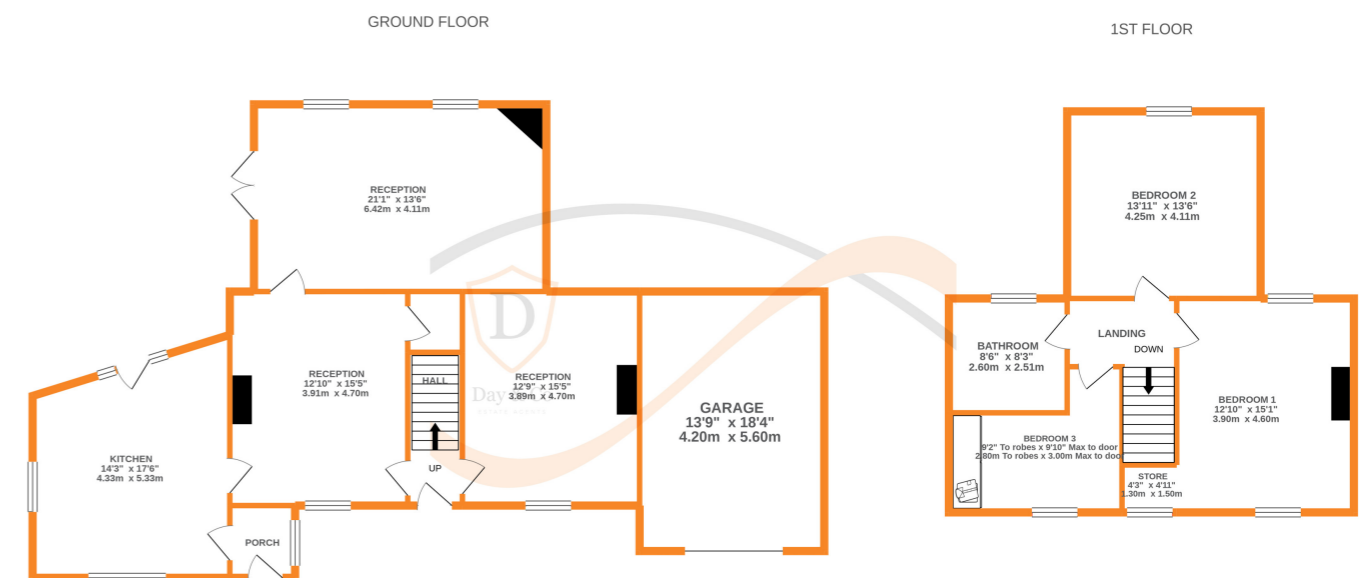 GROUND FLOOR
1ST FLOOR
RECEPTION
21'1" x 13'6"
6.42m x 4.11m
BEDROOM 2
13'11" x 13'6"
4.25m x 4.11m
D
RECEPTION
12'10" x 15'5"
3.91m x 4.70m
HALL
UP
RECEPTION
12'9" x 15'5"
3.89m x 4.70m
Day
GARAGE
13'9" x 18'4"
4.20m x 5.60m
KITCHEN
14'3" x 17'6"
4.33m x 5.33m
PORCH
BATHROOM
8'6" x 8'3"
2.60m x 2.51m
LANDING
DOWN
BEDROOM 1
12'10" x 15'1"
3.90m x 4.60m
BEDROOM 3
9'2" To robes x 9'10" Max to door
2.80m To robes x 3.00m Max to door
STORE
4'3" x 4'11"
1.30m x 1.50m